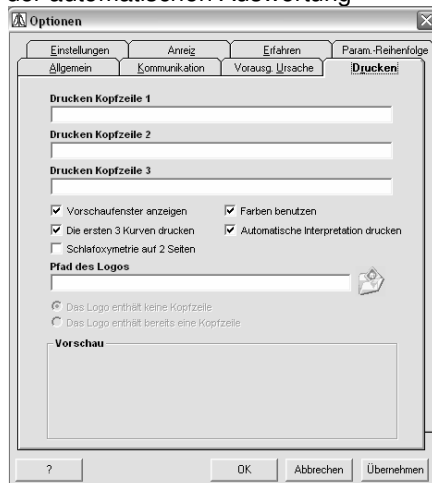 der automatischen Auswertung
Optionen
Einstellungen Anreiz Erfahren Param.-Reihenfolge
Allgemein Kommunikation Vorausg. Ursache Drucken
Drucken Kopfzeile 1
Drucken Kopfzeile 2
Drucken Kopfzeile 3
Vorschaufenster anzeigen Farben benutzen
Die ersten 3 Kurven drucken Automatische Interpretation drucken
Schlafoxymetrie auf 2 Seiten
Pfad des Logos
Das Logo enthält keine Kopfzeile
Das Logo enthält bereits eine Kopfzeile
Vorschau
? OK Abbrechen Übernehmen